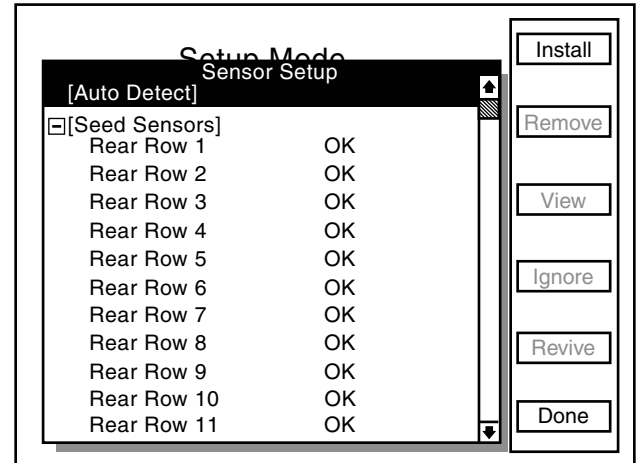 Setup Mode
Sensor Setup
[Auto Detect]
[Seed Sensors]
Rear Row 1 OK
Rear Row 2 OK
Rear Row 3 OK
Rear Row 4 OK
Rear Row 5 OK
Rear Row 6 OK
Rear Row 7 OK
Rear Row 8 OK
Rear Row 9 OK
Rear Row 10 OK
Rear Row 11 OK
Install
Remove
View
Ignore
Revive
Done